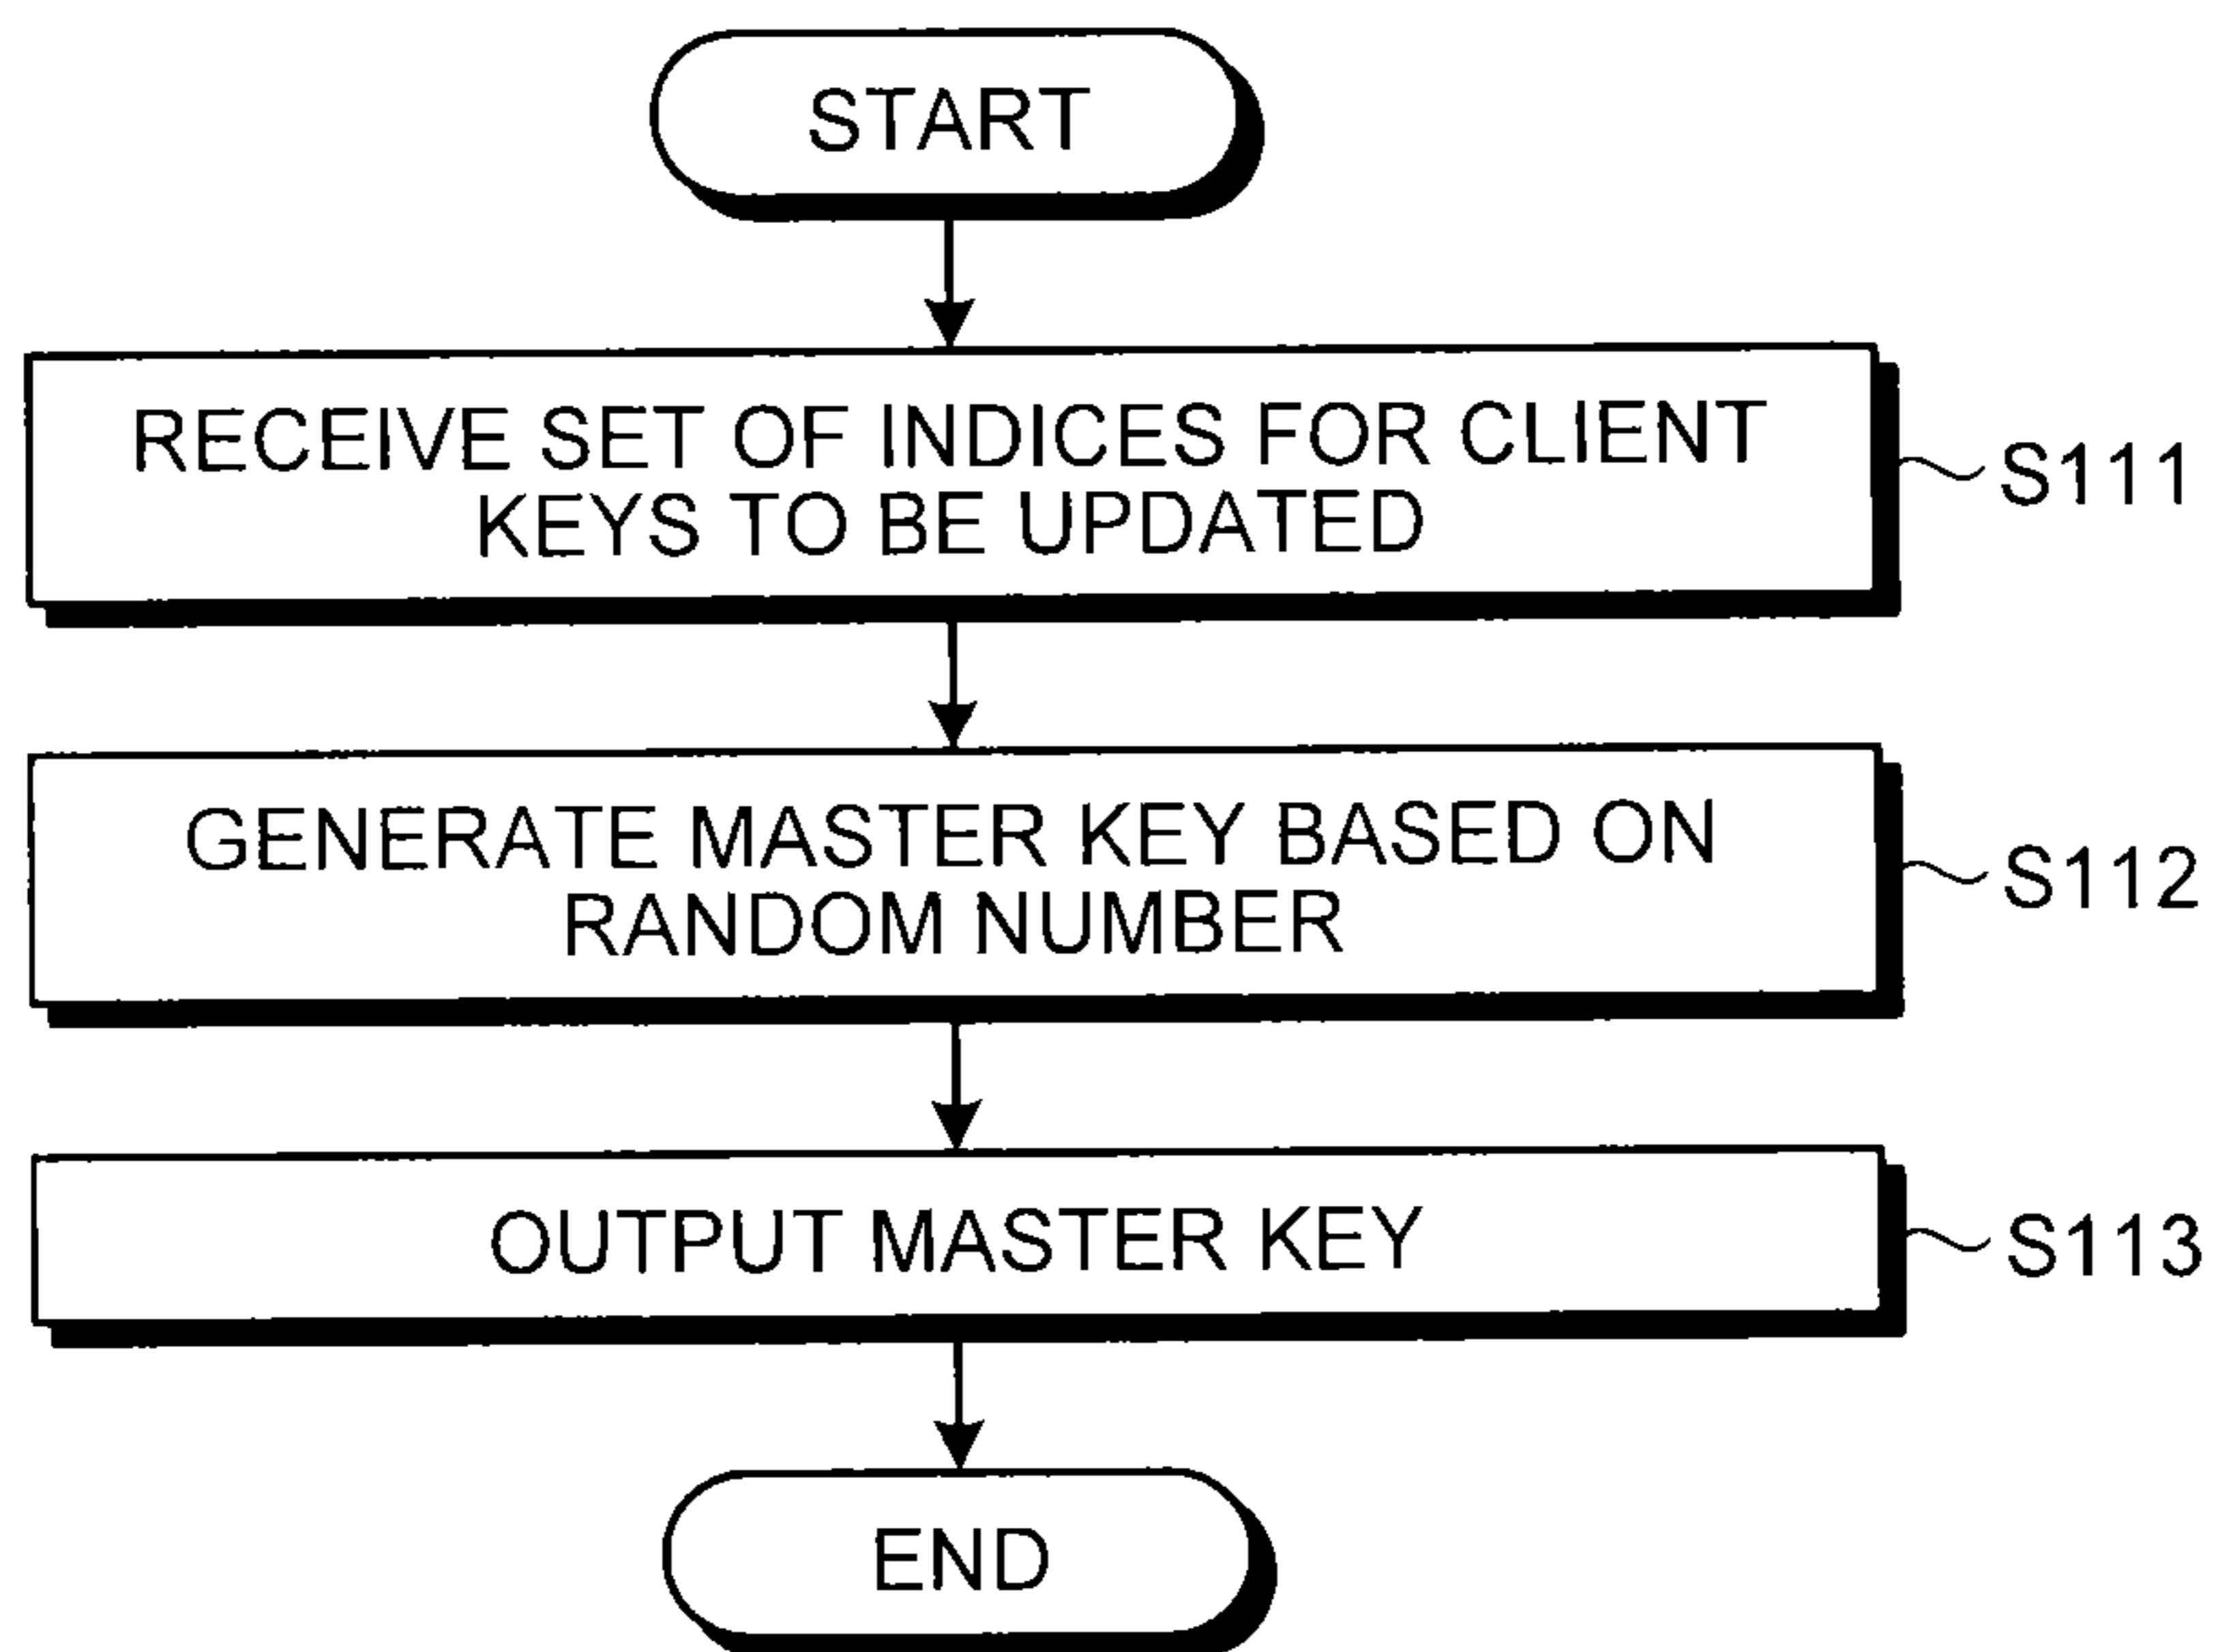 START
RECEIVE SET OF INDICES FOR CLIENT
KEYS TO BE UPDATED
S111
GENERATE MASTER KEY BASED ON
RANDOM NUMBER
S112
OUTPUT MASTER KEY
S113
END